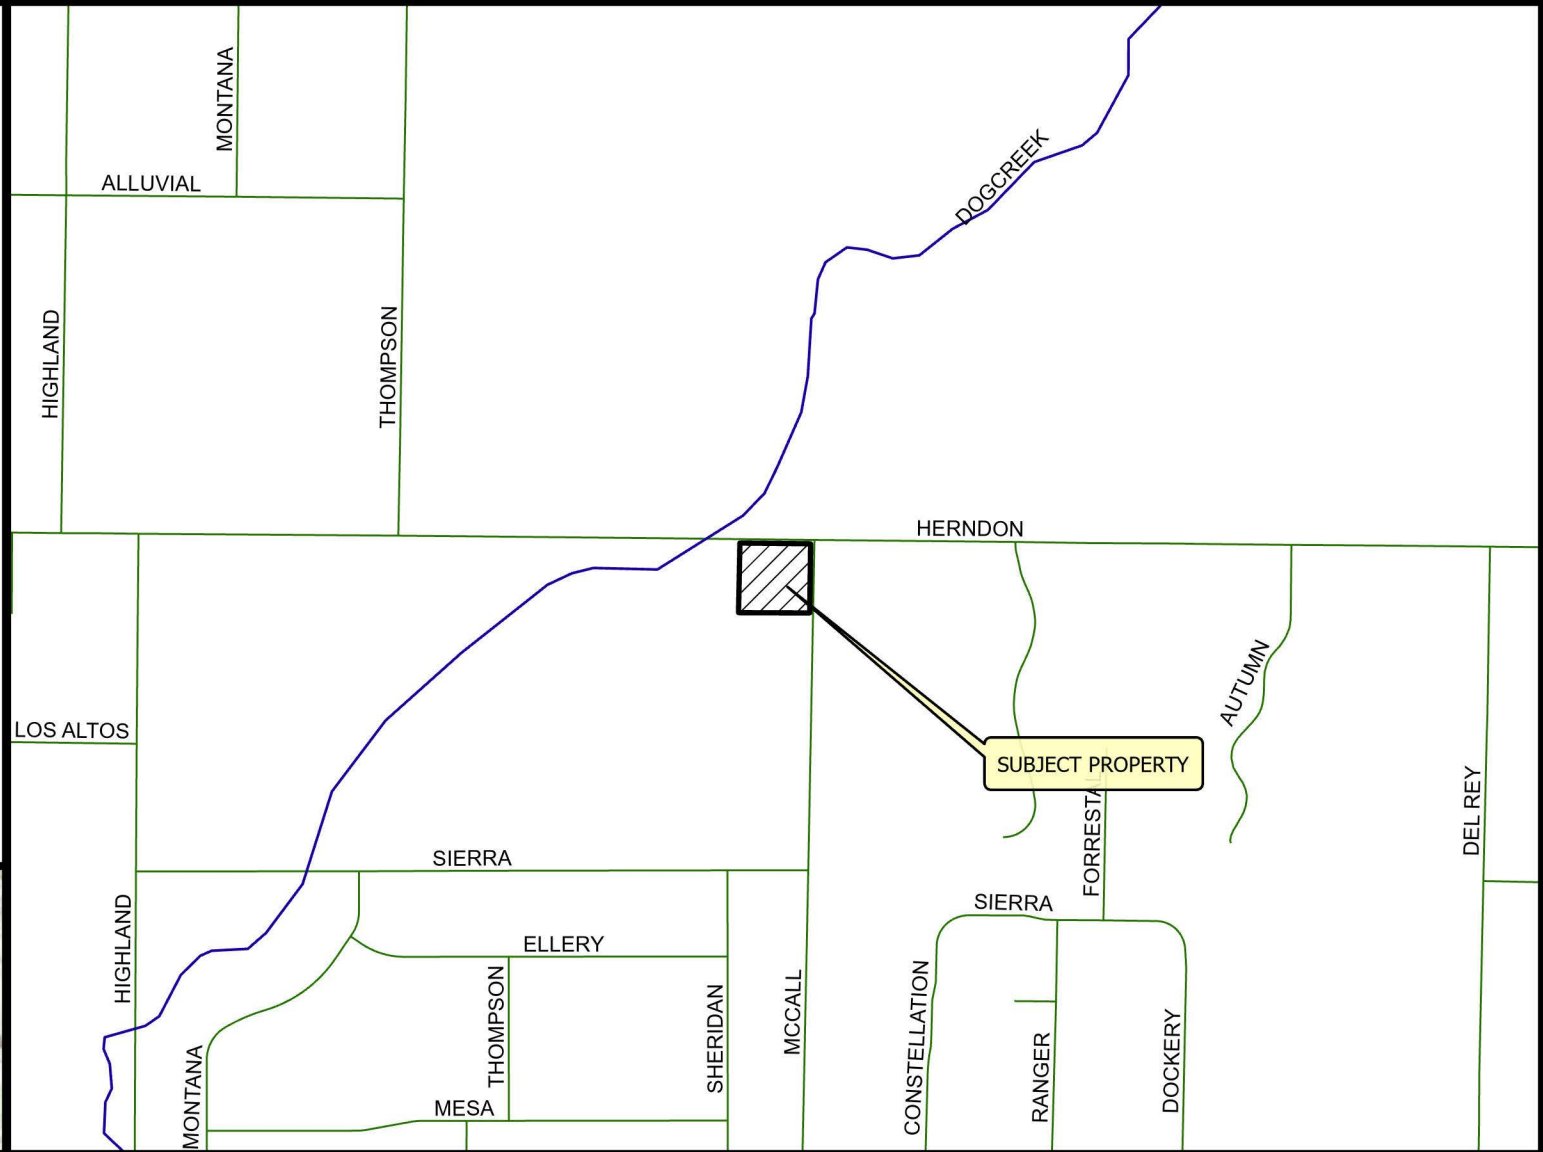 MONTANA
DOGCREEK
ALLUVIAL
HIGHLAND
THOMPSON
HERNDON
AUTUMN
LOS ALTOS
SUBJECT PROPERTY
DEL REY
FORRESTAL
SIERRA
SIERRA
HIGHLAND
ELLERY
THOMPSON
SHERIDAN
MCCALL
CONSTELLATION
RANGER
DOCKERY
MONTANA
MESA